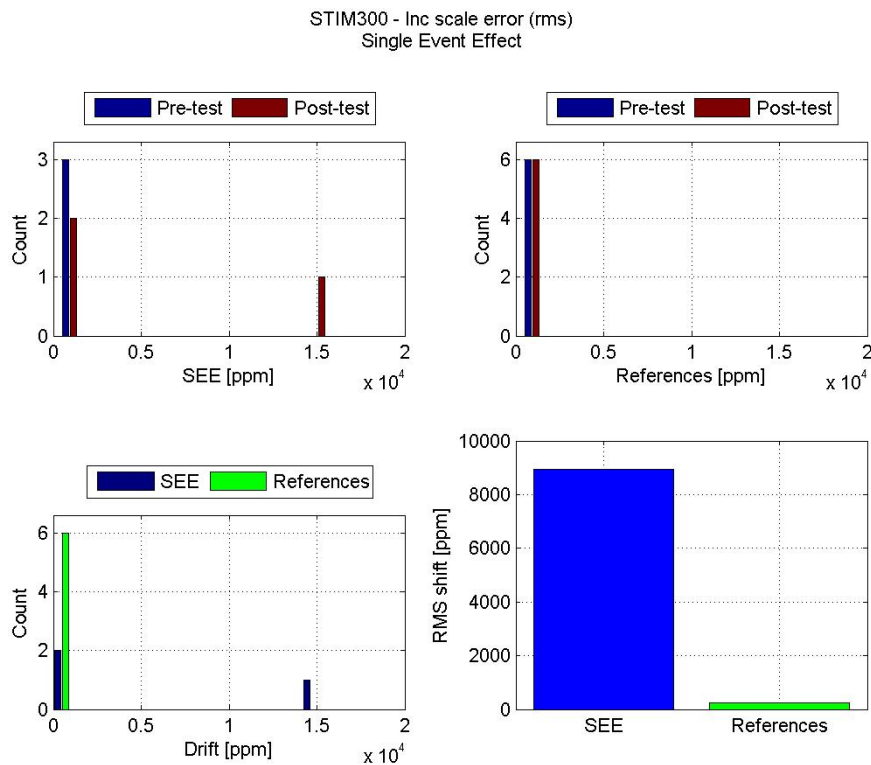 STIM300 - Inc scale error (rms)
Single Event Effect
Pre-test Post-test
3
2
1
0
Count
0 0.5 1 1.5 2
SEE [ppm]
x 10^4
Pre-test Post-test
6
4
2
0
Count
0 0.5 1 1.5 2
References [ppm]
x 10^4
SEE References
6
4
2
0
Count
0 0.5 1 1.5 2
Drift [ppm]
x 10^4
10000
8000
6000
4000
2000
0
RMS shift [ppm]
SEE References